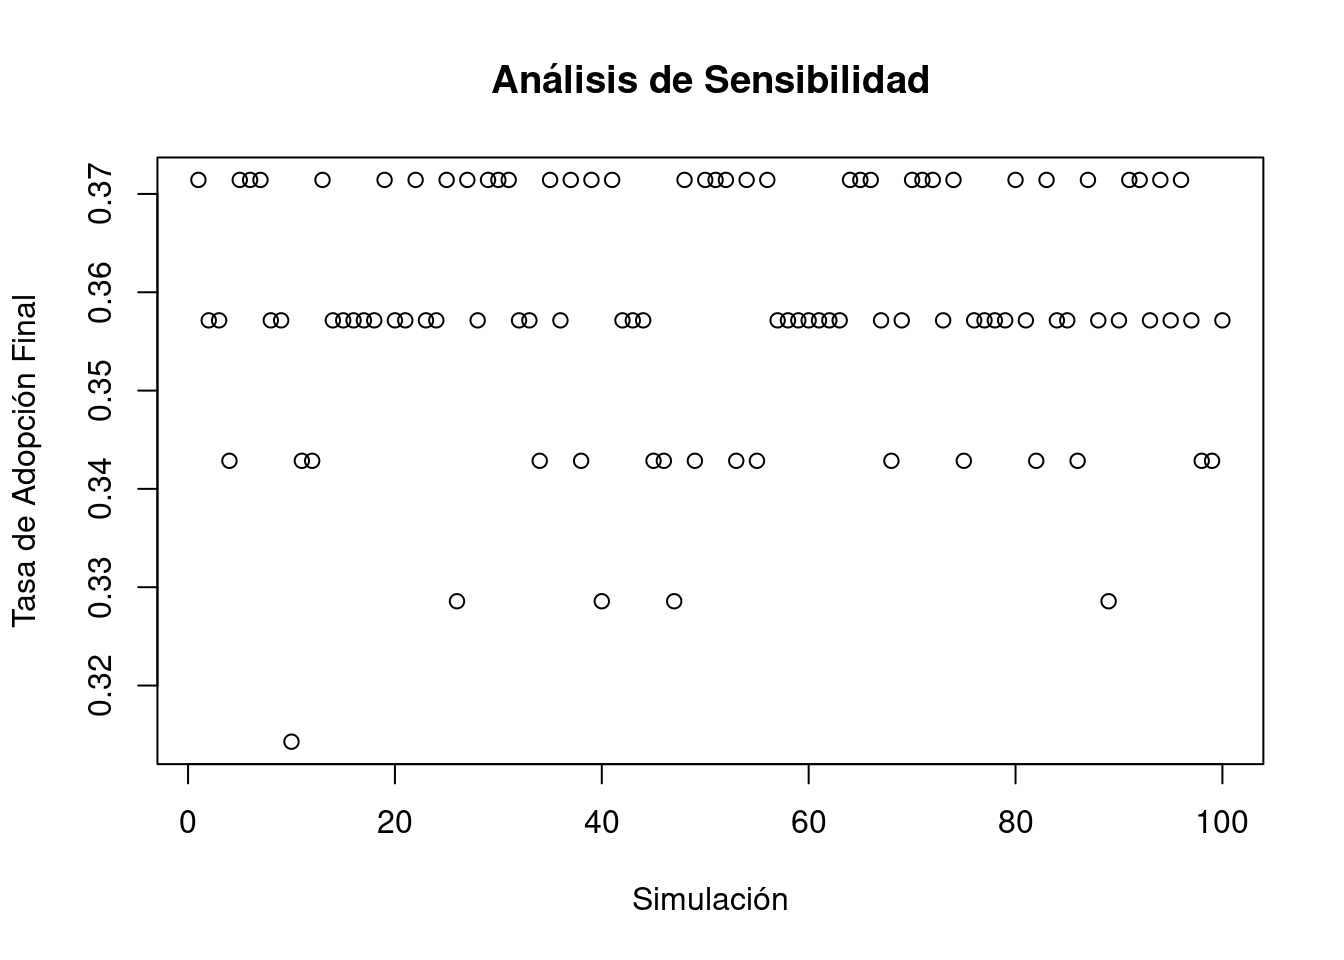 Análisis de Sensibilidad
Tasa de Adopción Final
0.37
0.36
0.35
0.34
0.33
0.32
0 20 40 60 80 100
Simulación